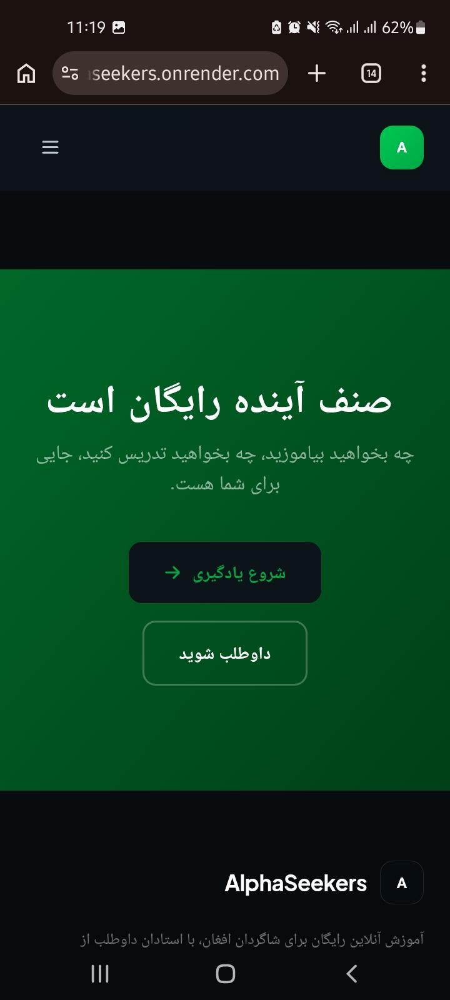 11:19
62%
seekers.onrender.com
14
A
صنف آینده رایگان است
چه بخواهید بیاموزید، چه بخواهید تدریس کنید، جایی
برای شما هست.
شروع یادگیری
داوطلب شوید
A
AlphaSeekers
آموزش آنلاین رایگان برای شاگردان افغان، با استادان داوطلب از